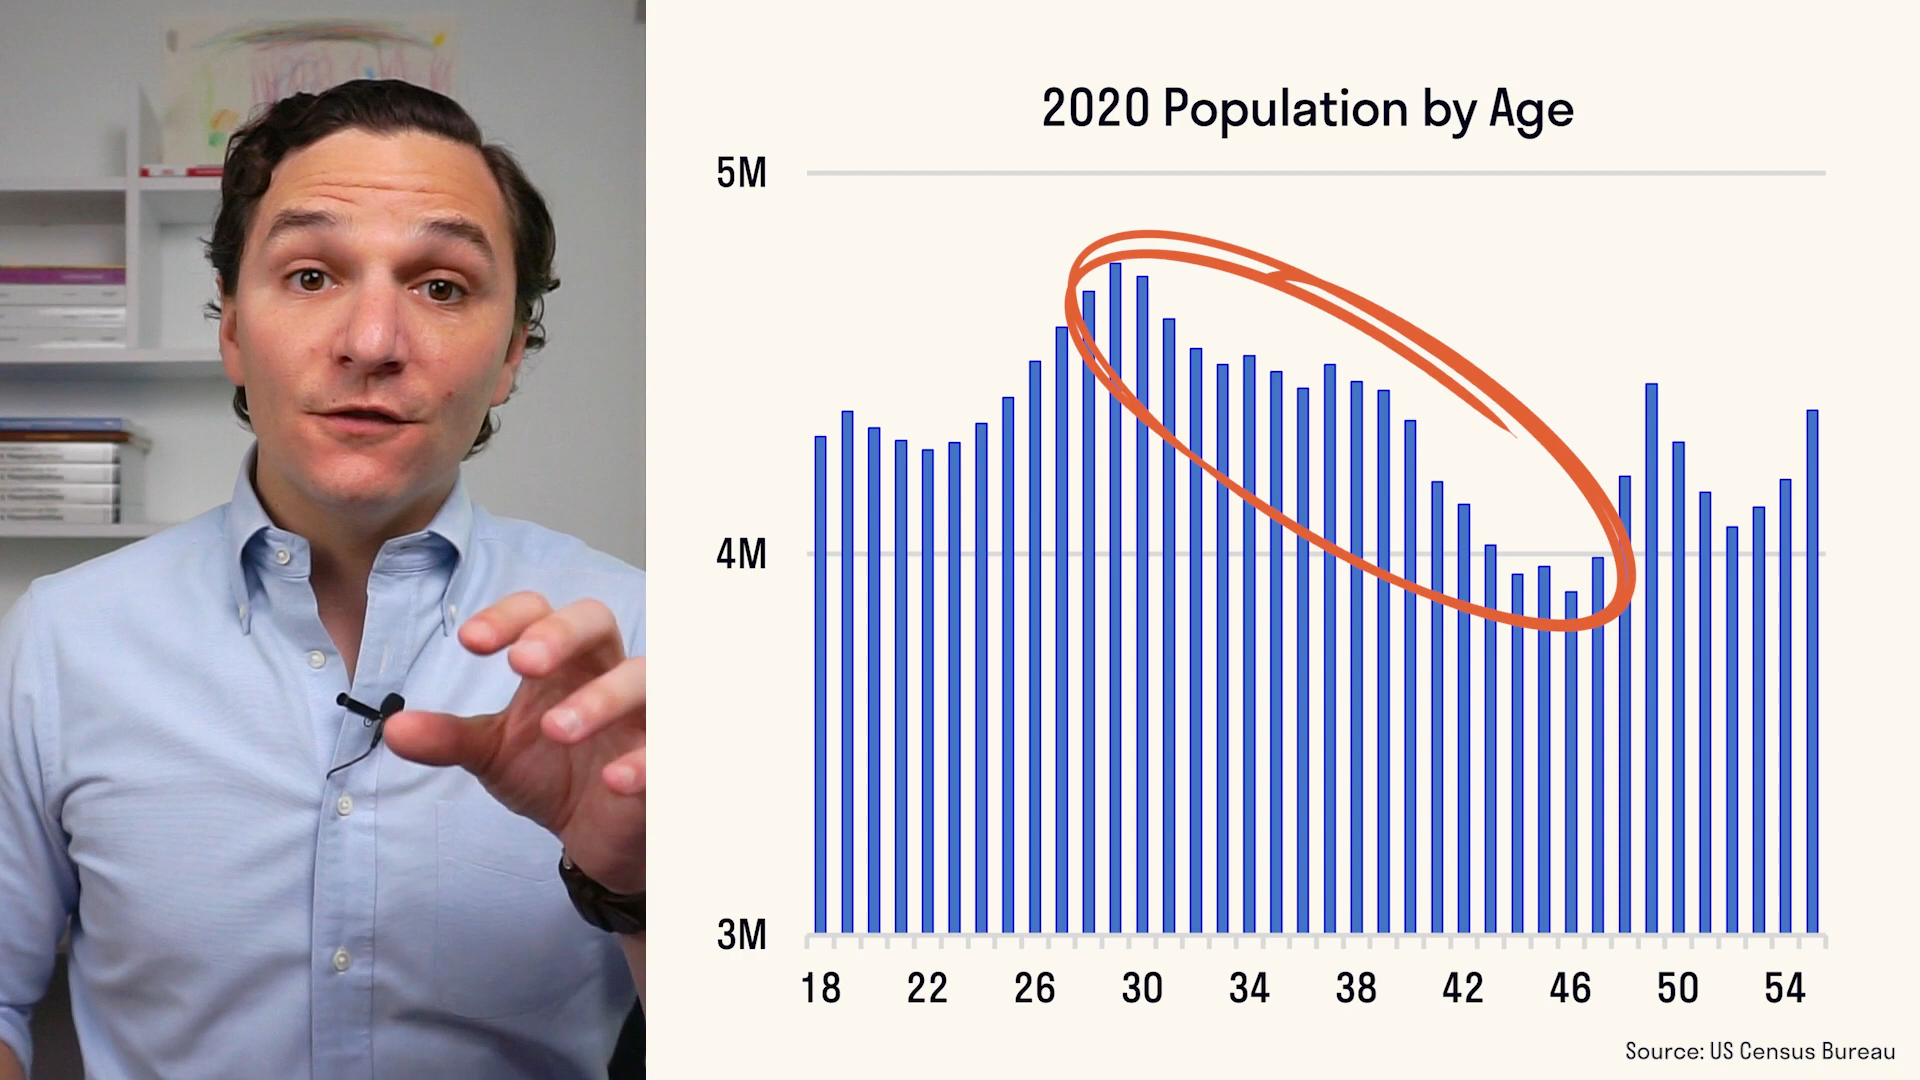 2020 Population by Age
5M
4M
3M
18 22 26 30 34 38 42 46 50 54
Source: US Census Bureau